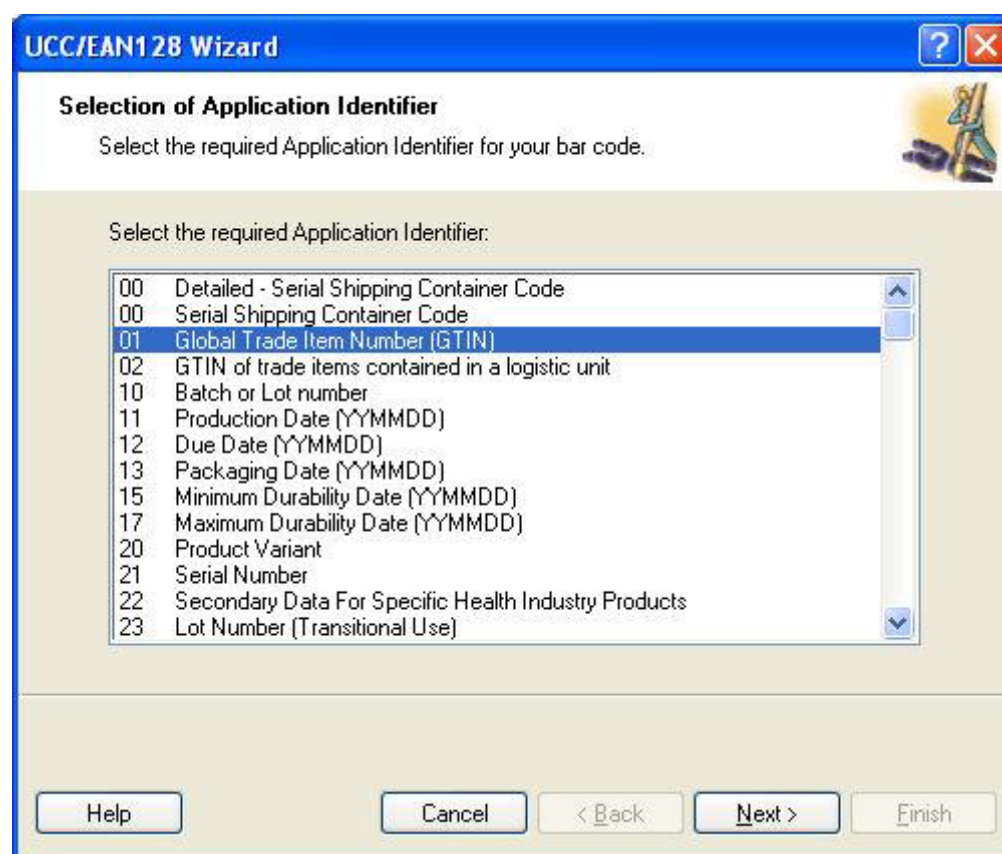 UCC/EAN128 Wizard
Selection of Application Identifier
Select the required Application Identifier for your bar code.
Select the required Application Identifier:
00 Detailed - Serial Shipping Container Code
00 Serial Shipping Container Code
01 Global Trade Item Number (GTIN)
02 GTIN of trade items contained in a logistic unit
10 Batch or Lot number
11 Production Date (YYMMDD)
12 Due Date (YYMMDD)
13 Packaging Date (YYMMDD)
15 Minimum Durability Date (YYMMDD)
17 Maximum Durability Date (YYMMDD)
20 Product Variant
21 Serial Number
22 Secondary Data For Specific Health Industry Products
23 Lot Number (Transitional Use)
Help Cancel < Back Next > Finish